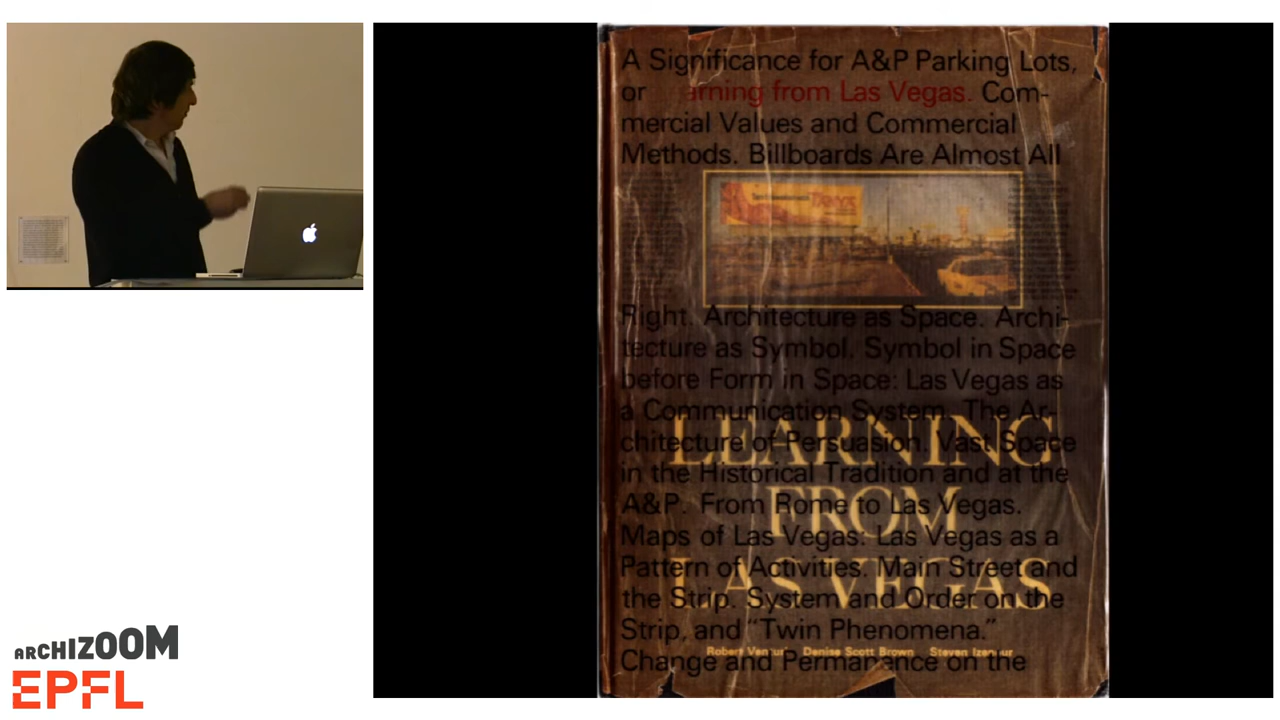 A Significance for A&P Parking Lots,
or arning from Las Vegas. Com-
mercial Values and Commercial
Methods. Billboards Are Almost All
Right. Architecture as Space. Archi-
tecture as Symbol. Symbol in Space
before Form in Space: Las Vegas as
a Communication System. The Ar-
chitecture of Persuasion. Vast Space
in the Historical Tradition and at the
A&P. From Rome to Las Vegas.
Maps of Las Vegas. Las Vegas as a
Pattern of Activities. Main Street and
the Strip. System and Order on the
Strip, and "Twin Phenomena."
Change and Permanence on the
LEARNING
FROM
LAS VEGAS
Robert Venturi Denise Scott Brown Steven Izenour
ARCHIZOOM
EPFL